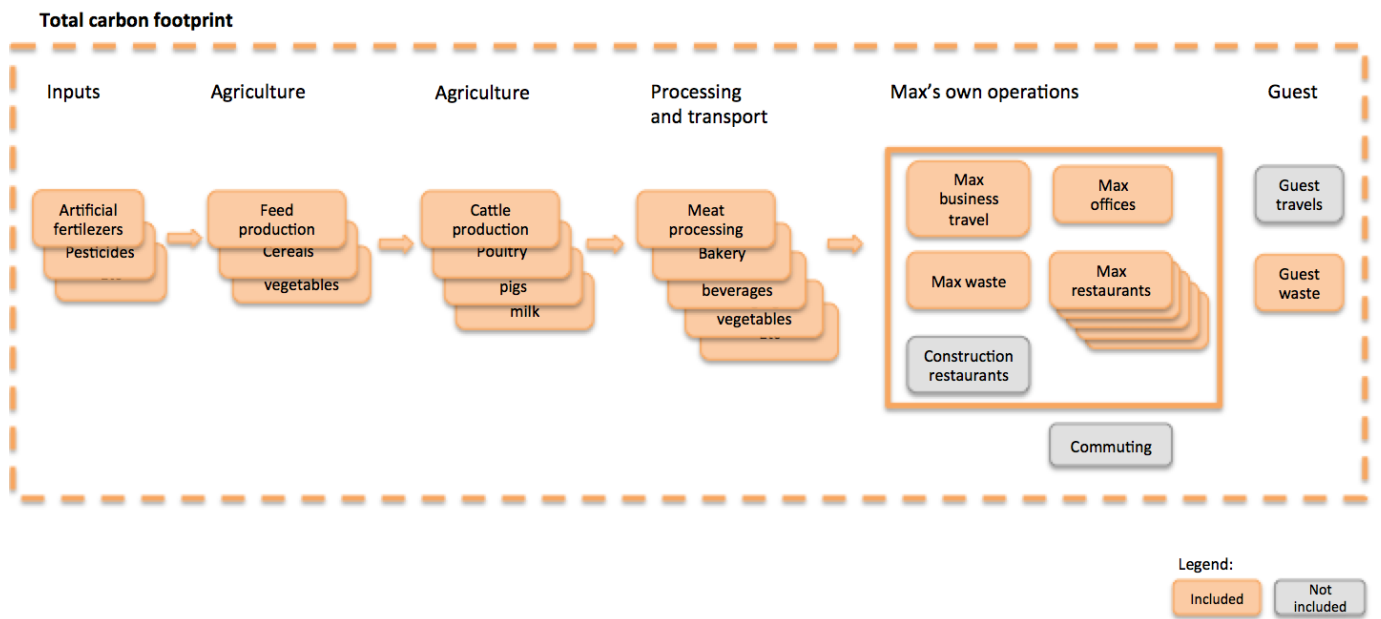 Total carbon footprint
Inputs
Agriculture
Agriculture
Processing
and transport
Max's own operations
Guest
Artificial
fertilezers
Pesticides
Feed
production
Cereals
vegetables
Cattle
production
Poultry
pigs
milk
Meat
processing
Bakery
beverages
vegetables
Max
business
travel
Max
offices
Max waste
Max
restaurants
Construction
restaurants
Commuting
Guest
travels
Guest
waste
Legend:
Included
Not
included